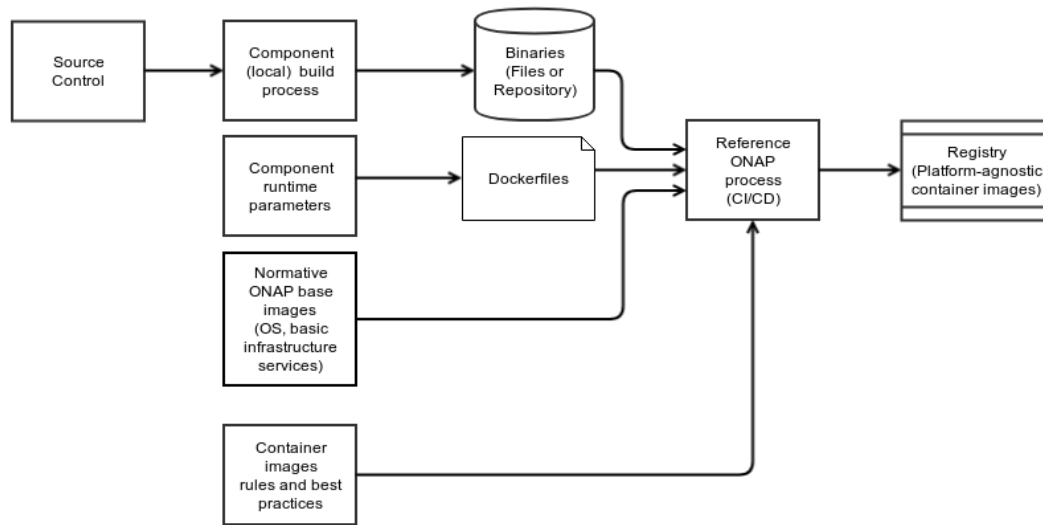 Source
Control
Component
(local) build
process
Binaries
(Files or
Repository)
Component
runtime
parameters
Dockerfiles
Reference
ONAP
process
(CI/CD)
Registry
(Platform-agnostic
container images)
Normative
ONAP base
images
(OS, basic
infrastructure
services)
Container
images
rules and best
practices